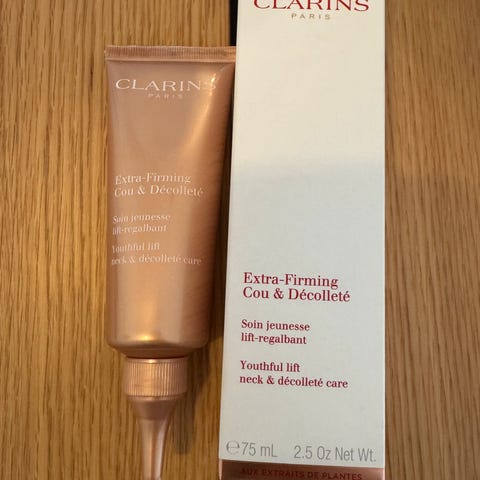 CLARINS
PARIS
Extra-Firming
Cou & Décolleté
Soin jeunesse
lift-regalbant
Youthful lift
neck & décolleté care
CLARINS
PARIS
Extra-Firming
Cou & Décolleté
Soin jeunesse
lift-regalbant
Youthful lift
neck & décolleté care
℮75 mL 2.5 Oz Net Wt.
AUX EXTRAITS DE PLANTES